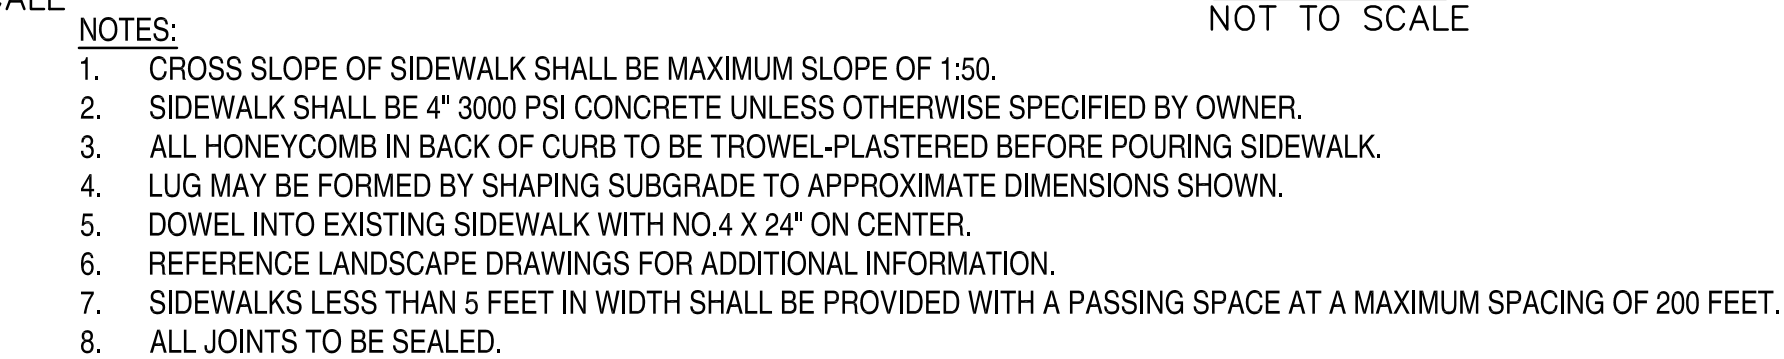 NOT TO SCALE
NOTES:
1. CROSS SLOPE OF SIDEWALK SHALL BE MAXIMUM SLOPE OF 1:50.
2. SIDEWALK SHALL BE 4" 3000 PSI CONCRETE UNLESS OTHERWISE SPECIFIED BY OWNER.
3. ALL HONEYCOMB IN BACK OF CURB TO BE TROWEL-PLASTERED BEFORE POURING SIDEWALK.
4. LUG MAY BE FORMED BY SHAPING SUBGRADE TO APPROXIMATE DIMENSIONS SHOWN.
5. DOWEL INTO EXISTING SIDEWALK WITH NO.4 X 24" ON CENTER.
6. REFERENCE LANDSCAPE DRAWINGS FOR ADDITIONAL INFORMATION.
7. SIDEWALKS LESS THAN 5 FEET IN WIDTH SHALL BE PROVIDED WITH A PASSING SPACE AT A MAXIMUM SPACING OF 200 FEET.
8. ALL JOINTS TO BE SEALED.